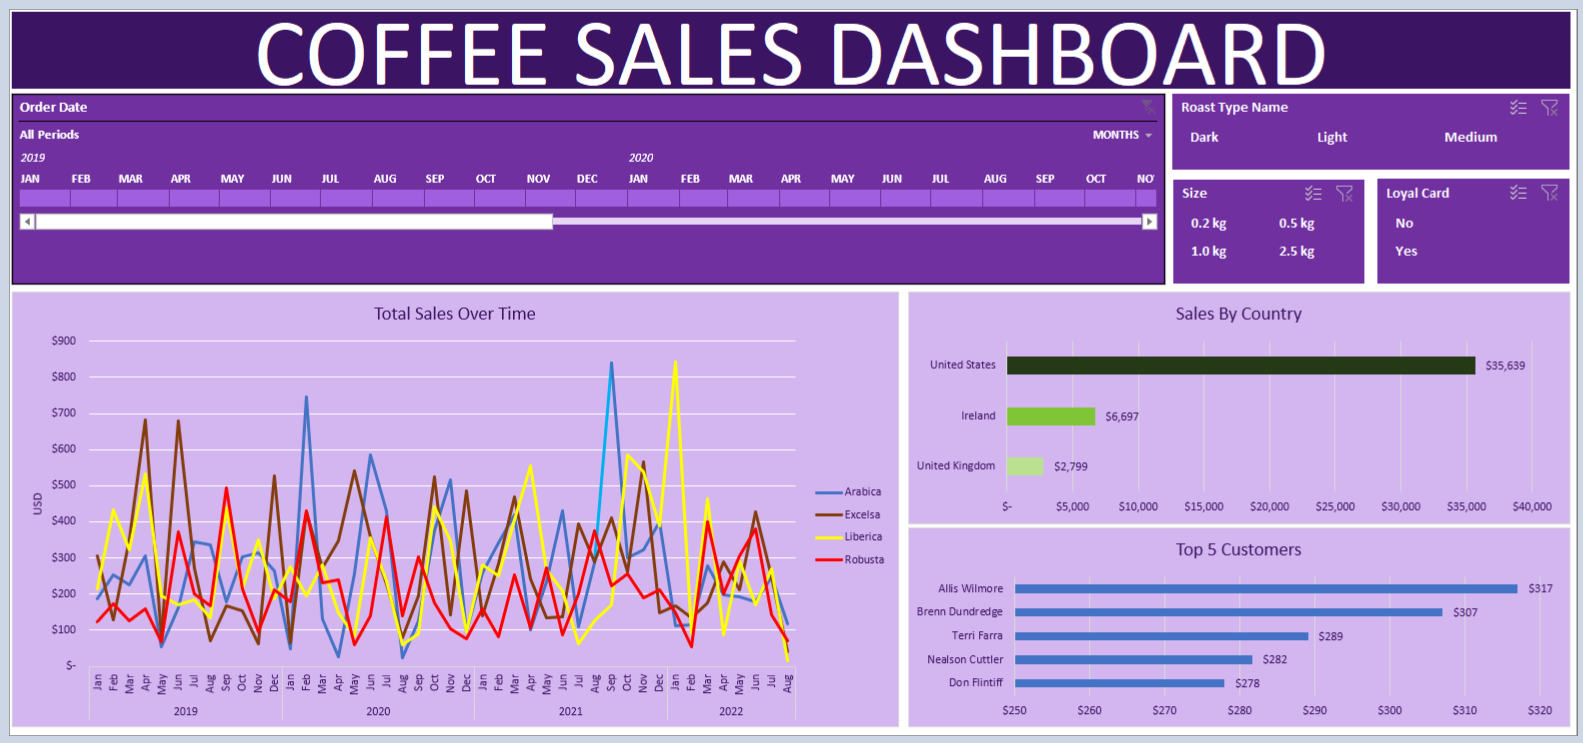 COFFEE SALES DASHBOARD
Order Date
All Periods
MONTHS
2019 2020
JAN FEB MAR APR MAY JUN JUL AUG SEP OCT NOV DEC JAN FEB MAR APR MAY JUN JUL AUG SEP OCT NO
Roast Type Name
Dark Light Medium
Size
0.2 kg 0.5 kg
1.0 kg 2.5 kg
Loyal Card
No
Yes
Total Sales Over Time
$900
$800
$700
$600
$500
$400
$300
$200
$100
$-
USD
Jan Feb Mar Apr May Jun Jul Aug Sep Oct Nov Dec Jan Feb Mar Apr May Jun Jul Aug Sep Oct Nov Dec Jan Feb Mar Apr May Jun Jul Aug Sep Oct Nov Dec Jan Feb Mar Apr May Jun Jul Aug
2019 2020 2021 2022
Arabica
Excelsa
Liberica
Robusta
Sales By Country
United States $35,639
Ireland $6,697
United Kingdom $2,799
$- $5,000 $10,000 $15,000 $20,000 $25,000 $30,000 $35,000 $40,000
Top 5 Customers
Allis Wilmore $317
Brenn Dundredge $307
Terri Farra $289
Nealson Cuttler $282
Don Flintiff $278
$250 $260 $270 $280 $290 $300 $310 $320